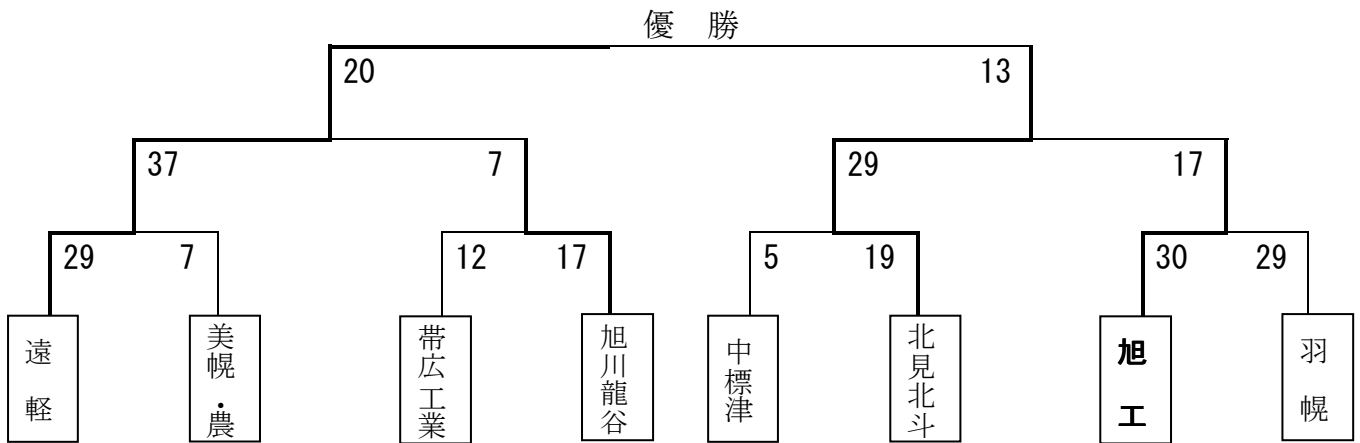 優 勝
20 13
37 7 29 17
29 7 12 17 5 19 30 29
遠軽
美幌・農
帯広工業
旭川龍谷
中標津
北見北斗
旭工
羽幌